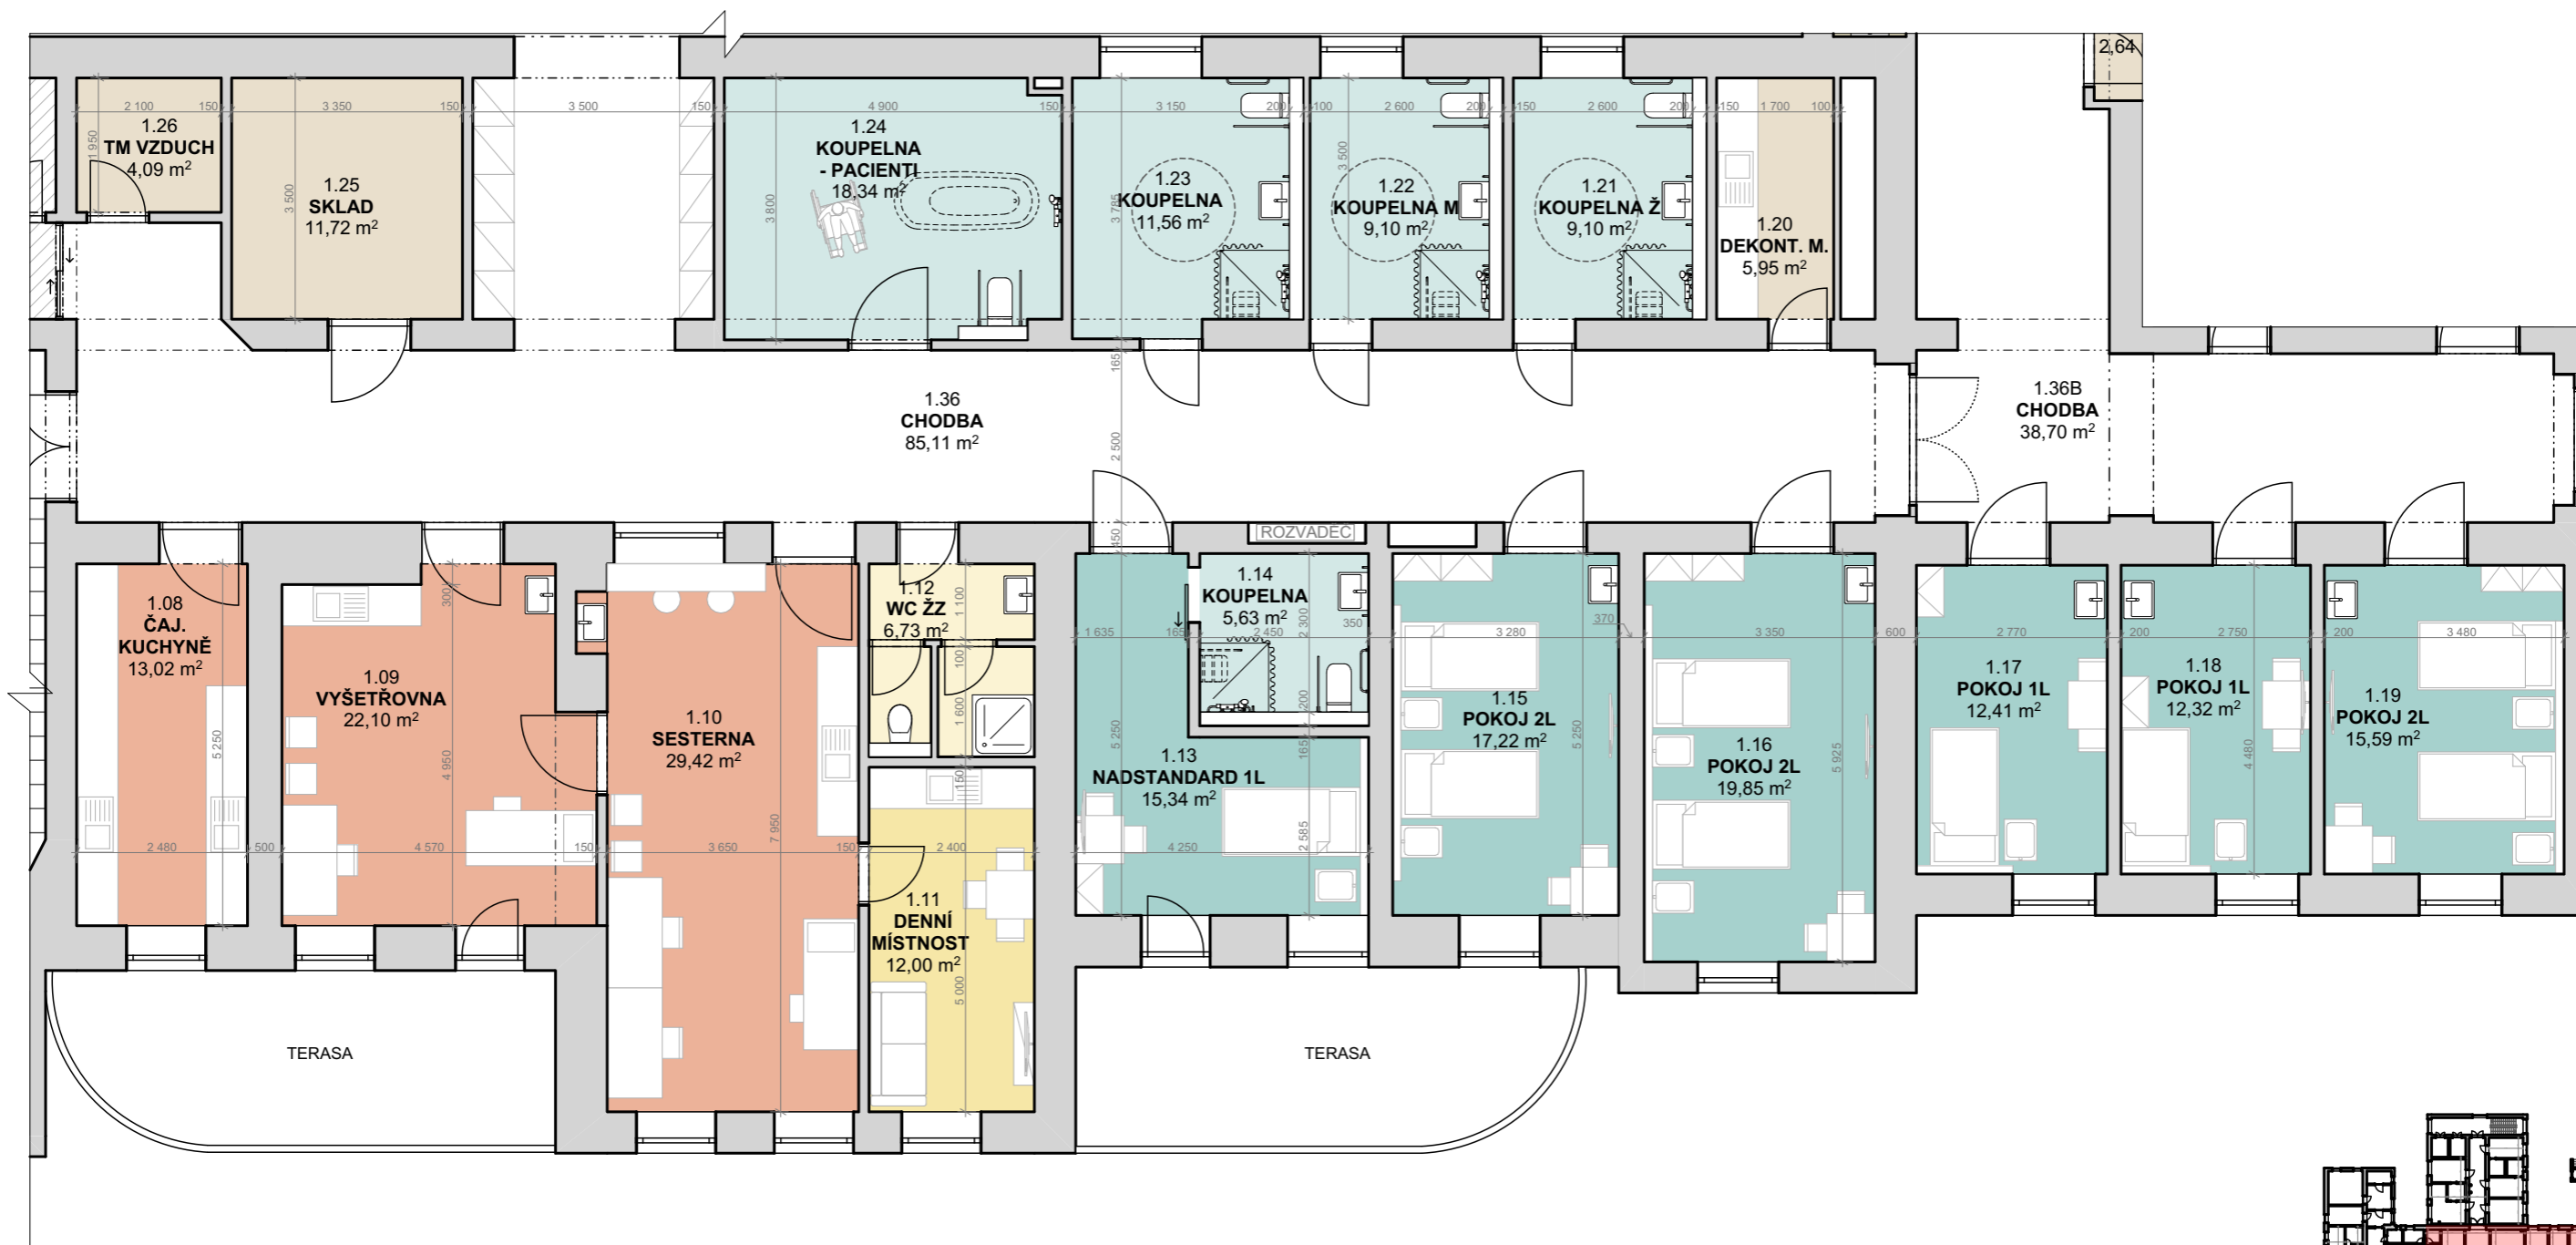 2,64
2 100
150
3 350
150
3 500
150
4 900
150
3 150
200
100
2 600
200
150
2 600
200
150
1 700
100
1.26
TM VZDUCH
4,09 m²
1 950
1.25
SKLAD
11,72 m²
3 500
1.24
KOUPELNA
- PACIENTI
18,34 m²
3 800
1.23
KOUPELNA
11,56 m²
3 785
1.22
KOUPELNA M
9,10 m²
3 500
1.21
KOUPELNA Ž
9,10 m²
1.20
DEKONT. M.
5,95 m²
165
1.36
CHODBA
85,11 m²
2 500
1.36B
CHODBA
38,70 m²
450
ROZVADEC
1.08
ČAJ.
KUCHYNĚ
13,02 m²
5 250
2 480
500
300
1.09
VYŠETŘOVNA
22,10 m²
4 950
4 570
150
1.10
SESTERNA
29,42 m²
7 950
3 650
150
1.12
WC ŽZ
6,73 m²
1 100
100
1 600
150
2 400
1.11
DENNÍ
MÍSTNOST
12,00 m²
5 000
1.14
KOUPELNA
5,63 m²
1 635
165
2 450
2 300
350
200
165
5 250
1.13
NADSTANDARD 1L
15,34 m²
4 250
2 585
3 280
370
1.15
POKOJ 2L
17,22 m²
5 250
3 350
600
1.16
POKOJ 2L
19,85 m²
5 925
2 770
200
1.17
POKOJ 1L
12,41 m²
2 750
200
1.18
POKOJ 1L
12,32 m²
4 480
3 480
1.19
POKOJ 2L
15,59 m²
TERASA
TERASA